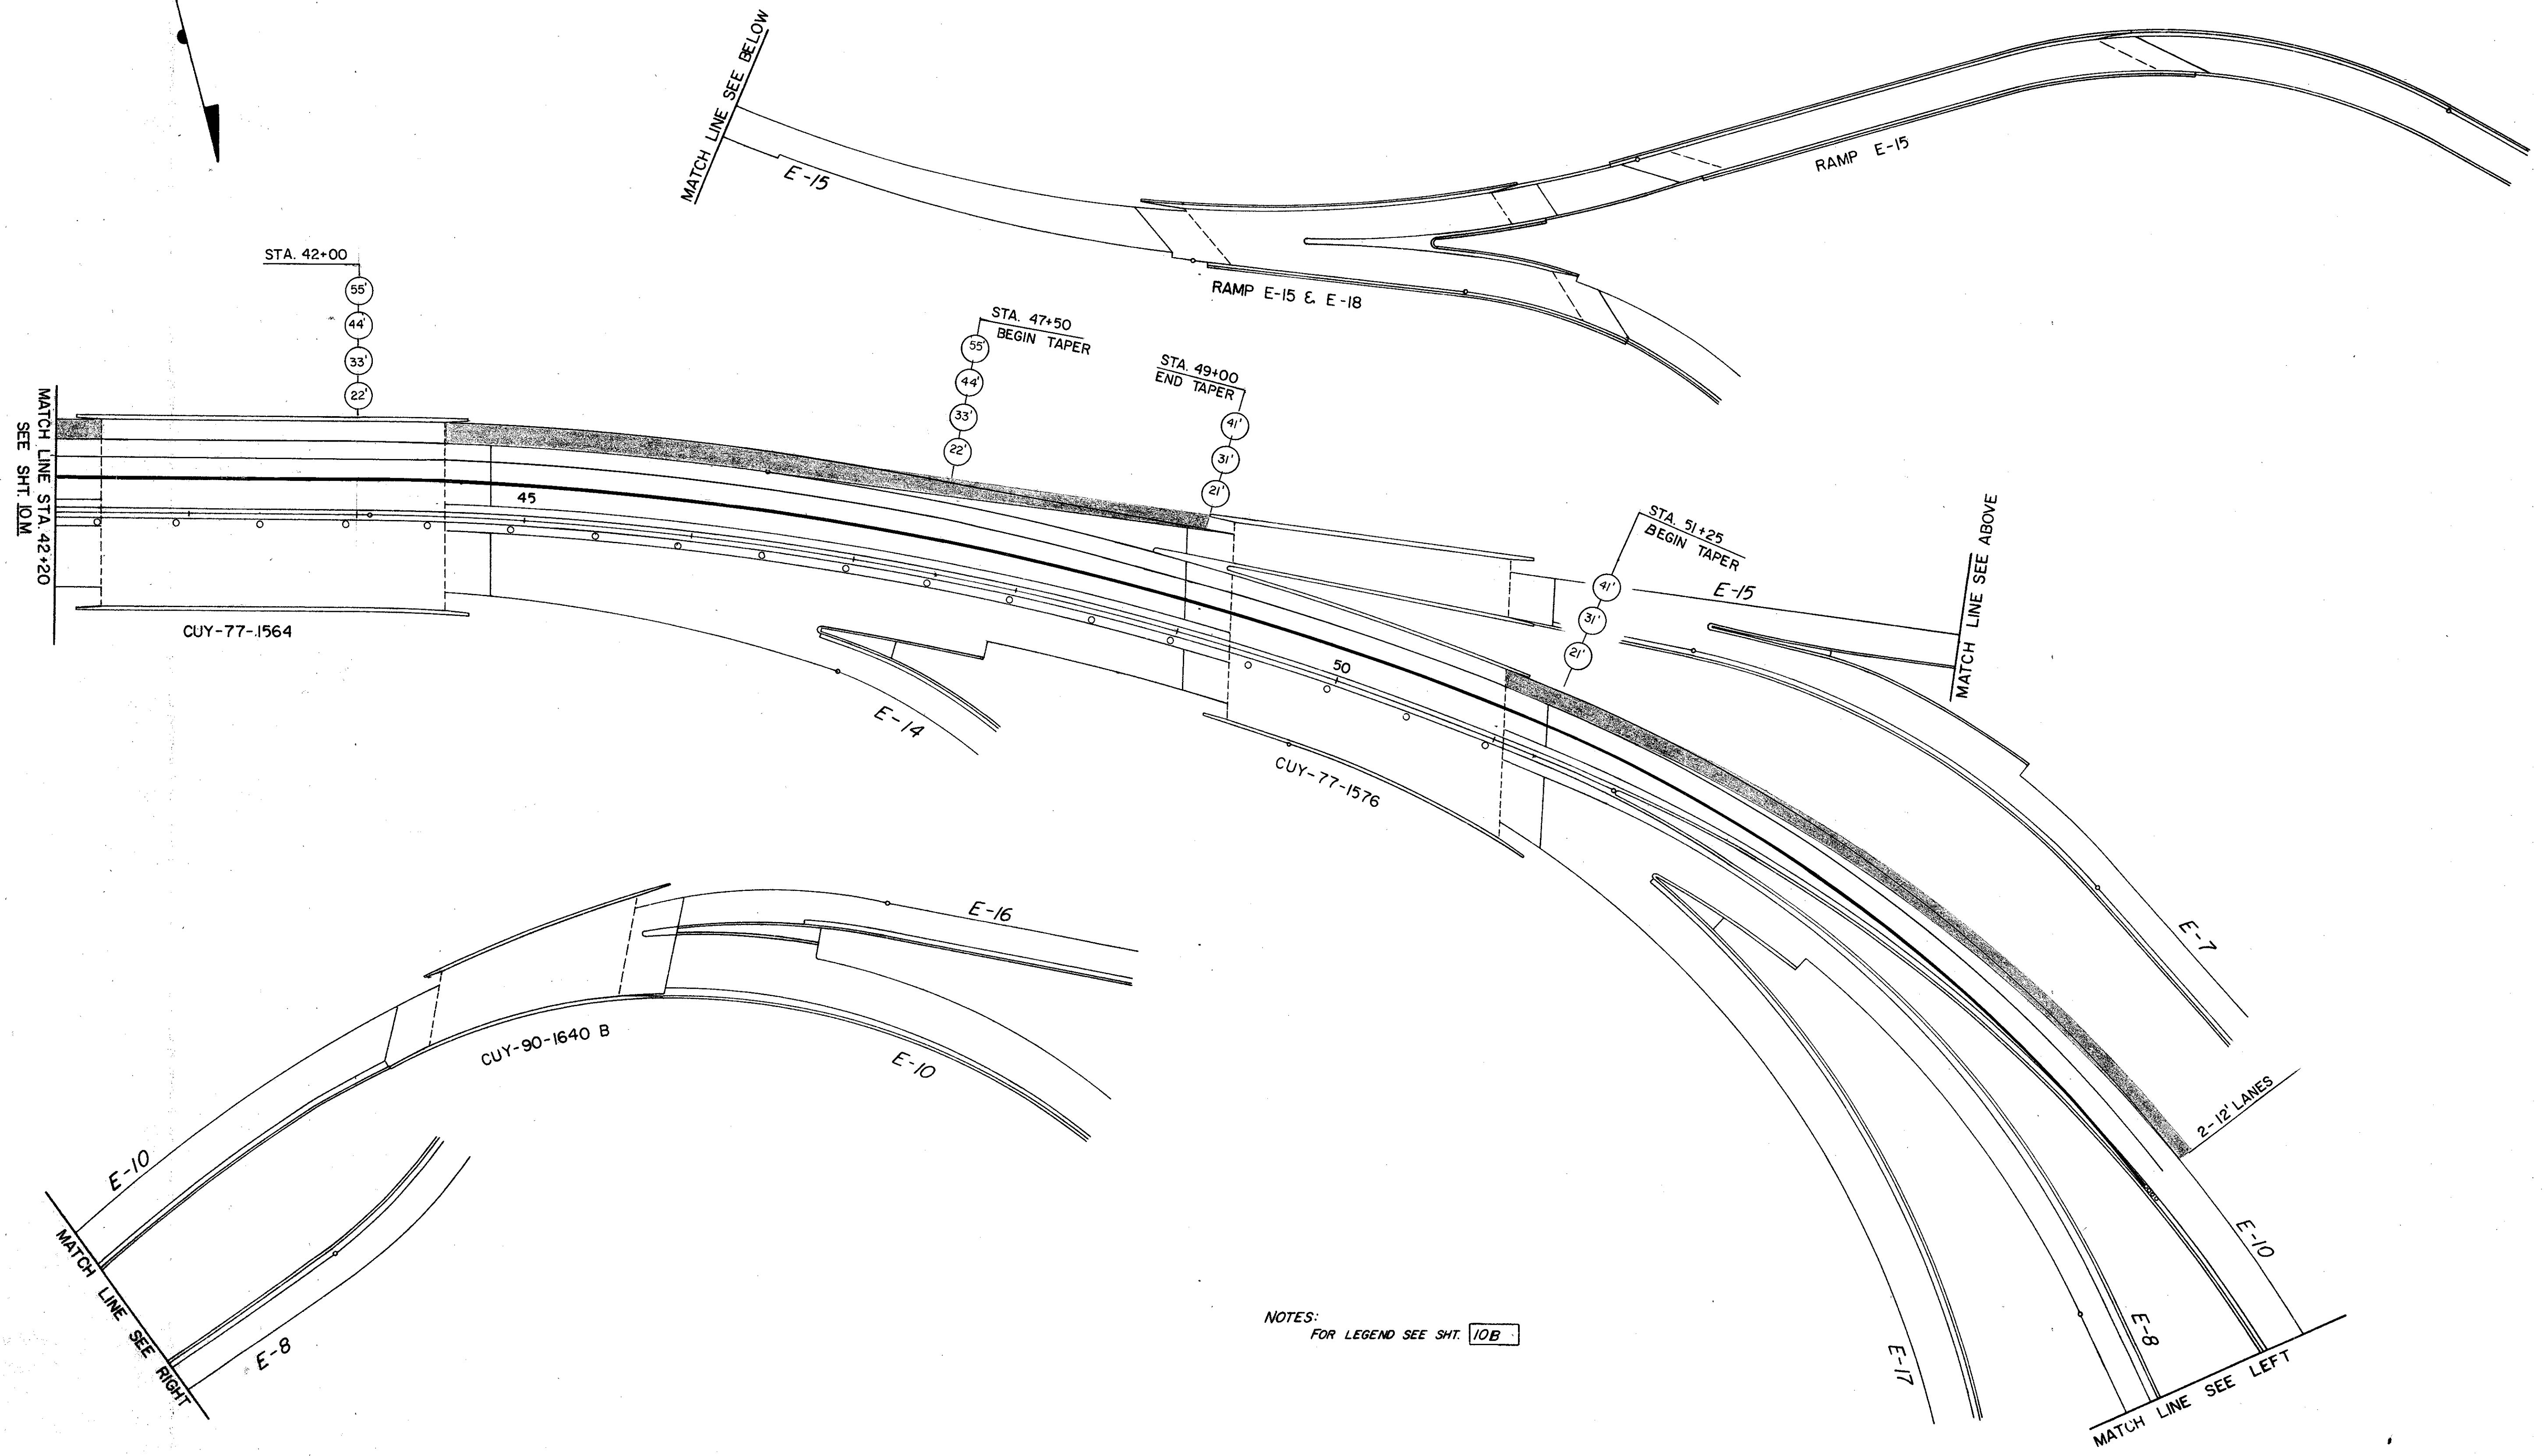 MATCH LINE SEE BELOW
E-15
RAMP E-15
RAMP E-15 & E-18
STA. 42+00
55'
44'
33'
22'
STA. 47+50
BEGIN TAPER
55'
44'
33'
22'
STA. 49+00
END TAPER
41'
31'
21'
MATCH LINE STA. 42+20
SEE SHT. 10M
45
CUY-77-1564
E-14
50
CUY-77-1576
STA. 51+25
BEGIN TAPER
41'
31'
21'
E-15
MATCH LINE SEE ABOVE
E-7
2-12' LANES
E-16
CUY-90-1640 B
E-10
E-10
MATCH LINE SEE RIGHT
E-8
NOTES:
FOR LEGEND SEE SHT. 10B
E-17
E-8
E-10
MATCH LINE SEE LEFT